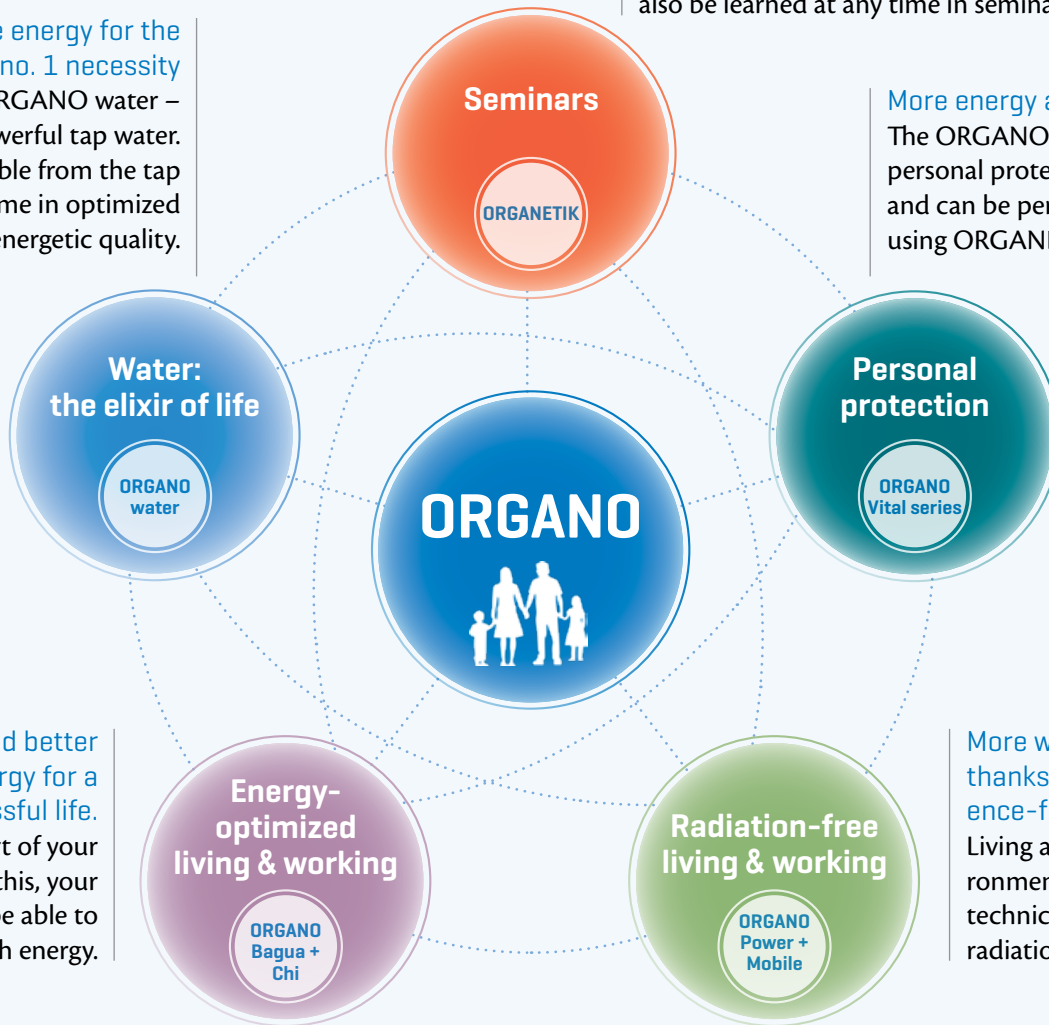 also be learned at any time in semina
e energy for the
no. 1 necessity
RGANO water –
werful tap water.
ble from the tap
me in optimized
energetic quality.
Seminars
ORGANETIK
More energy a
The ORGANO
personal prote
and can be per
using ORGAN
Water:
the elixir of life
ORGANO
water
Personal
protection
ORGANO
Vital series
ORGANO
d better
rgy for a
ssful life.
rt of your
this, your
be able to
h energy.
Energy-
optimized
living & working
ORGANO
Bagua +
Chi
Radiation-free
living & working
ORGANO
Power +
Mobile
More w
thanks
ence-f
Living a
ronmen
technic
radiatio